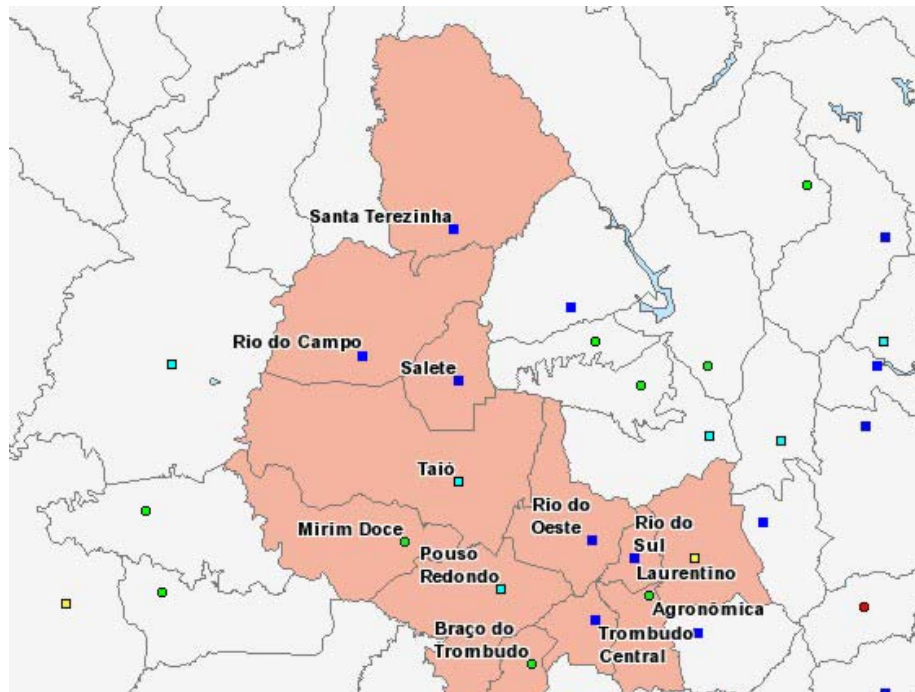 Santa Terezinha
Rio do Campo
Salete
Taió
Rio do
Oeste
Rio do
Sul
Mirim Doce
Pouso
Redondo
Laurentino
Agronômica
Braço do
Trombudo
Trombudo
Central